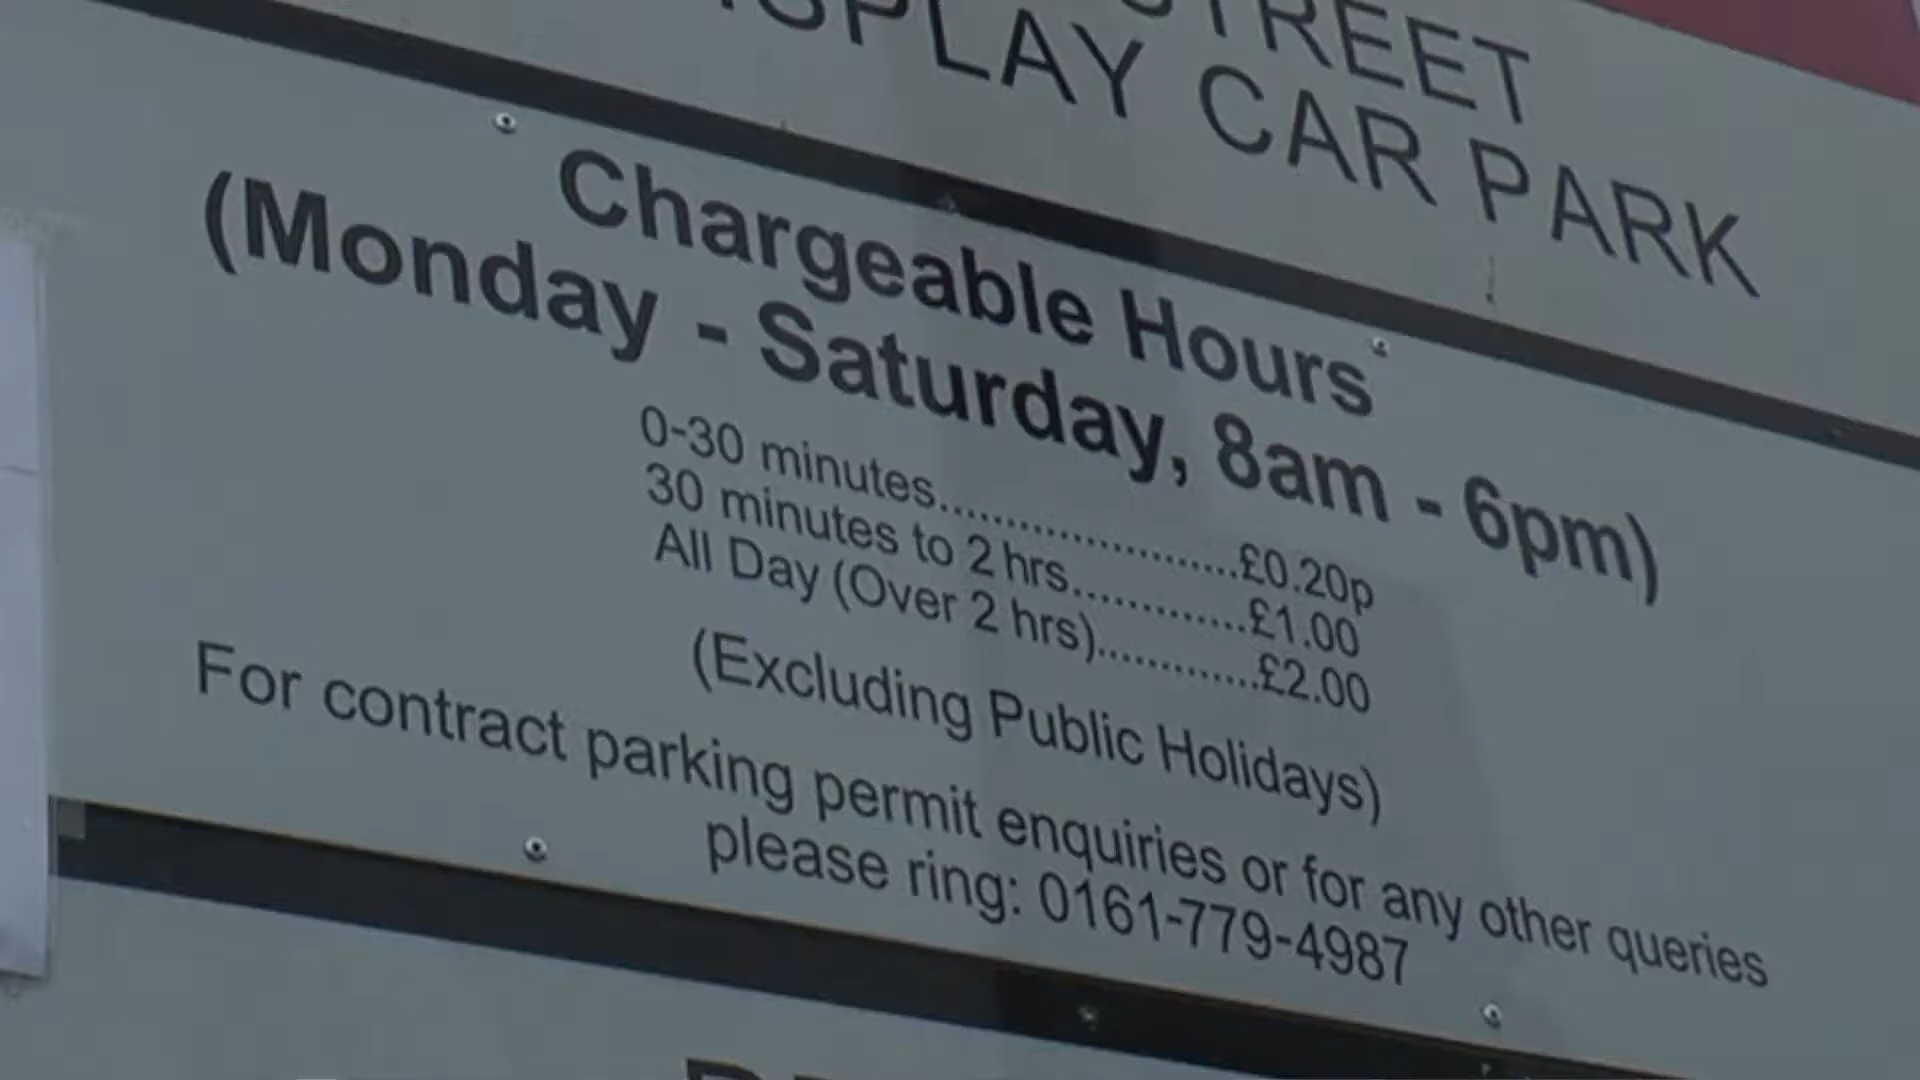 STREET
DISPLAY CAR PARK
Chargeable Hours
(Monday - Saturday, 8am - 6pm)
0-30 minutes........................£0.20p
30 minutes to 2 hrs..............£1.00
All Day (Over 2 hrs).............£2.00
(Excluding Public Holidays)
For contract parking permit enquiries or for any other queries
please ring: 0161-779-4987